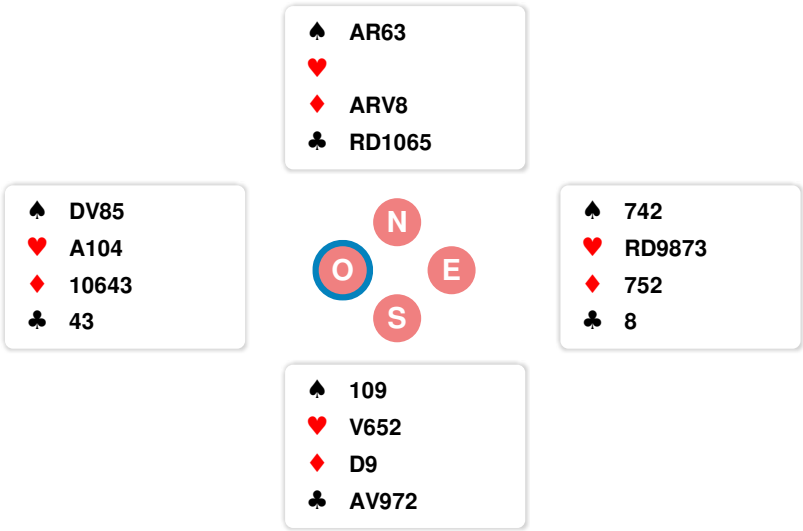 ♠ AR63
♥
♦ ARV8
♣ RD1065
♠ DV85
♥ A104
♦ 10643
♣ 43
N
O E
S
♠ 742
♥ RD9873
♦ 752
♣ 8
♠ 109
♥ V652
♦ D9
♣ AV972